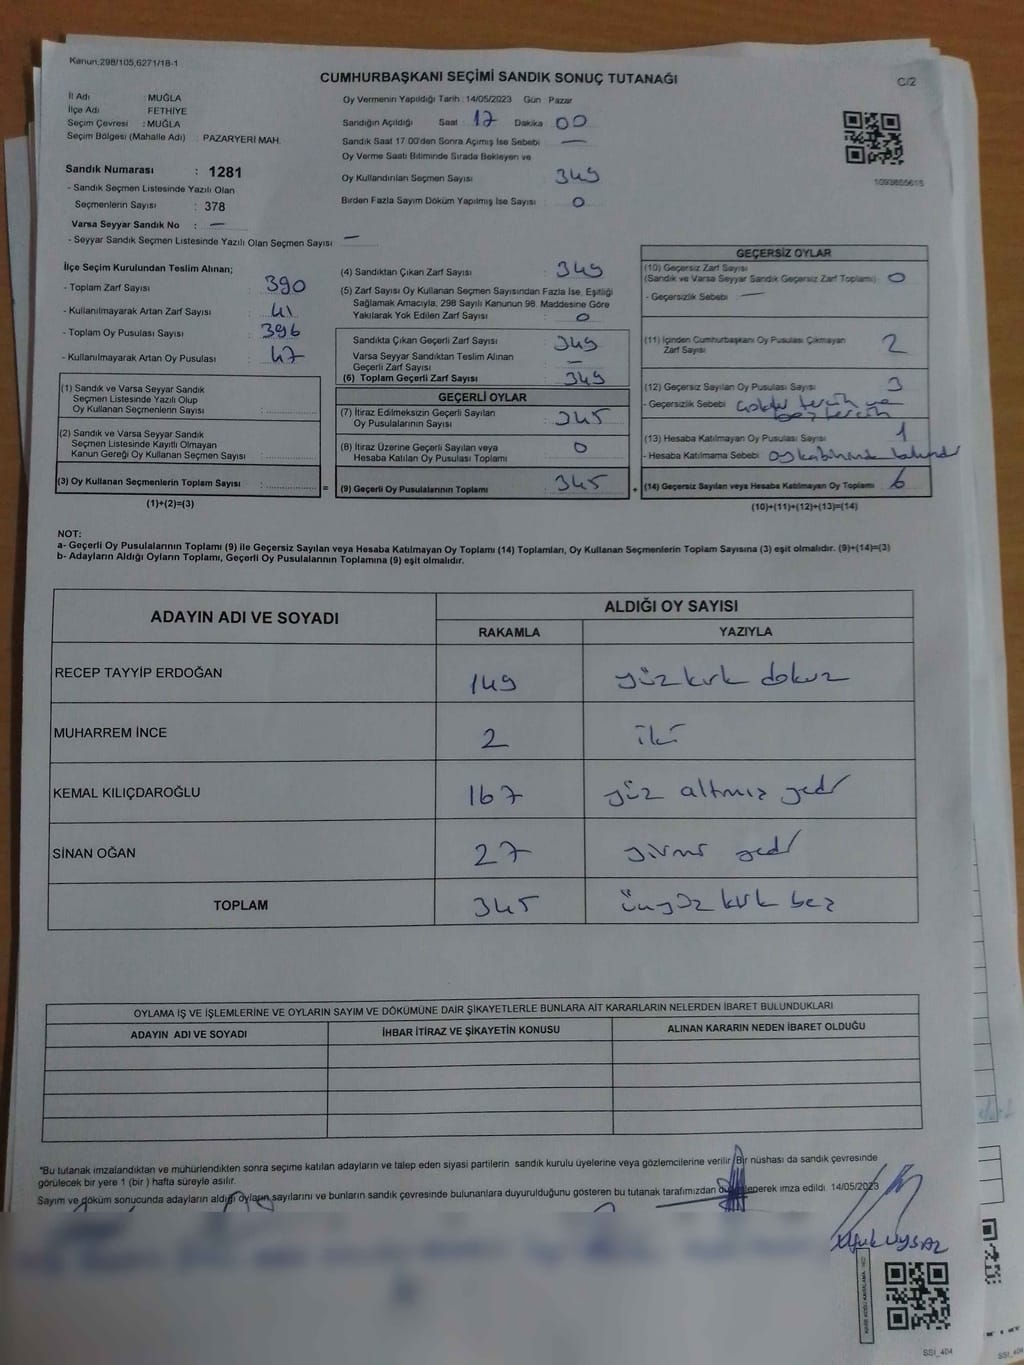 Kanun,298/105,6271/18-1
CUMHURBAŞKANI SEÇİMİ SANDIK SONUÇ TUTANAĞI
C/2
İl Adı : MUĞLA
İlçe Adı : FETHİYE
Seçim Çevresi : MUĞLA
Seçim Bölgesi (Mahalle Adı) : PAZARYERİ MAH.
Sandık Numarası : 1281
- Sandık Seçmen Listesinde Yazılı Olan
Seçmenlerin Sayısı : 378
Varsa Seyyar Sandık No : —
- Seyyar Sandık Seçmen Listesinde Yazılı Olan Seçmen Sayısı : —
Oy Vermenin Yapıldığı Tarih : 14/05/2023 Gün : Pazar
Sandığın Açıldığı Saat : 17 Dakika : 00
Sandık Saat 17:00'den Sonra Açımış İse Sebebi : —
Oy Verme Saati Bitiminde Sırada Bekleyen ve
Oy Kullandırılan Seçmen Sayısı : 349
Birden Fazla Sayım Döküm Yapılmış İse Sayısı : 0
1093855615
İlçe Seçim Kurulundan Teslim Alınan;
- Toplam Zarf Sayısı : 390
- Kullanılmayarak Artan Zarf Sayısı : 41
- Toplam Oy Pusulası Sayısı : 396
- Kullanılmayarak Artan Oy Pusulası : 47
(1) Sandık ve Varsa Seyyar Sandık
Seçmen Listesinde Yazılı Olup
Oy Kullanan Seçmenlerin Sayısı :
(2) Sandık ve Varsa Seyyar Sandık
Seçmen Listesinde Kayıtlı Olmayan
Kanun Gereği Oy Kullanan Seçmen Sayısı :
(3) Oy Kullanan Seçmenlerin Toplam Sayısı :
=
(1)+(2)=(3)
(4) Sandıktan Çıkan Zarf Sayısı : 349
(5) Zarf Sayısı Oy Kullanan Seçmen Sayısından Fazla İse, Eşitliği
Sağlamak Amacıyla, 298 Sayılı Kanunun 98. Maddesine Göre
Yakılarak Yok Edilen Zarf Sayısı : 0
Sandıkta Çıkan Geçerli Zarf Sayısı : 349
Varsa Seyyar Sandıktan Teslim Alınan
Geçerli Zarf Sayısı : —
(6) Toplam Geçerli Zarf Sayısı : 349
GEÇERLİ OYLAR
(7) İtiraz Edilmeksizin Geçerli Sayılan
Oy Pusulalarının Sayısı : 345
(8) İtiraz Üzerine Geçerli Sayılan veya
Hesaba Katılan Oy Pusulası Toplamı : 0
(9) Geçerli Oy Pusulalarının Toplamı : 345
+
GEÇERSİZ OYLAR
(10) Geçersiz Zarf Sayısı
(Sandık ve Varsa Seyyar Sandık Geçersiz Zarf Toplamı) : 0
- Geçersizlik Sebebi : —
(11) İçinden Cumhurbaşkanı Oy Pusulası Çıkmayan
Zarf Sayısı : 2
(12) Geçersiz Sayılan Oy Pusulası Sayısı : 3
- Geçersizlik Sebebi : tercih ve
boş tercih
(13) Hesaba Katılmayan Oy Pusulası Sayısı : 1
- Hesaba Katılmama Sebebi : oy kabininde bulundu
(14) Geçersiz Sayılan veya Hesaba Katılmayan Oy Toplamı : 6
(10)+(11)+(12)+(13)=(14)
NOT:
a- Geçerli Oy Pusulalarının Toplamı (9) ile Geçersiz Sayılan veya Hesaba Katılmayan Oy Toplamı (14) Toplamları, Oy Kullanan Seçmenlerin Toplam Sayısına (3) eşit olmalıdır. (9)+(14)=(3)
b- Adayların Aldığı Oyların Toplamı, Geçerli Oy Pusulalarının Toplamına (9) eşit olmalıdır.
ADAYIN ADI VE SOYADI ALDIĞI OY SAYISI
RAKAMLA YAZIYLA
RECEP TAYYİP ERDOĞAN 149 yüz kırk dokuz
MUHARREM İNCE 2 iki
KEMAL KILIÇDAROĞLU 167 yüz altmış yedi
SİNAN OĞAN 27 yirmi yedi
TOPLAM 345 üçyüz kırk beş
OYLAMA İŞ VE İŞLEMLERİNE VE OYLARIN SAYIM VE DÖKÜMÜNE DAİR ŞİKAYETLERLE BUNLARA AİT KARARLARIN NELERDEN İBARET BULUNDUKLARI
ADAYIN ADI VE SOYADI İHBAR İTİRAZ VE ŞİKAYETİN KONUSU ALINAN KARARIN NEDEN İBARET OLDUĞU
"Bu tutanak imzalandıktan ve mühürlendikten sonra seçime katılan adayların ve talep eden siyasi partilerin sandık kurulu üyelerine veya gözlemcilerine verilir. Bir nüshası da sandık çevresinde
görülecek bir yere 1 (bir ) hafta süreyle asılır.
Sayım ve döküm sonucunda adayların aldığı oyların sayılarını ve bunların sandık çevresinde bulunanlara duyurulduğunu gösteren bu tutanak tarafımızdan düzenlenerek imza edildi. 14/05/2023
Ufuk UYSAL
SSI_404
SSI_404